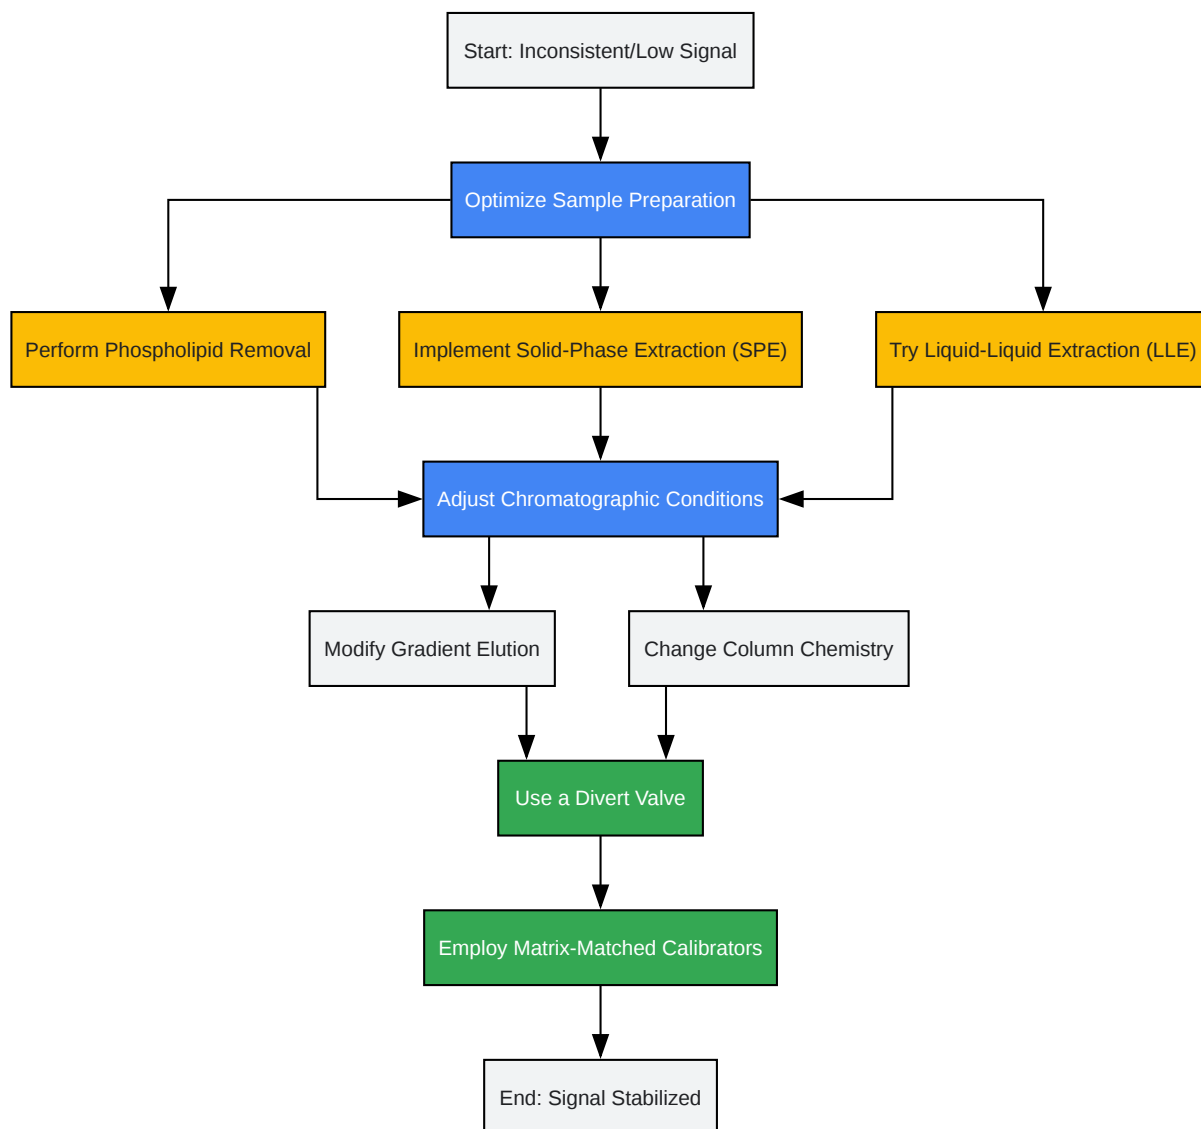 Start: Inconsistent/Low Signal
Optimize Sample Preparation
Perform Phospholipid Removal
Implement Solid-Phase Extraction (SPE)
Try Liquid-Liquid Extraction (LLE)
Adjust Chromatographic Conditions
Modify Gradient Elution
Change Column Chemistry
Use a Divert Valve
Employ Matrix-Matched Calibrators
End: Signal Stabilized